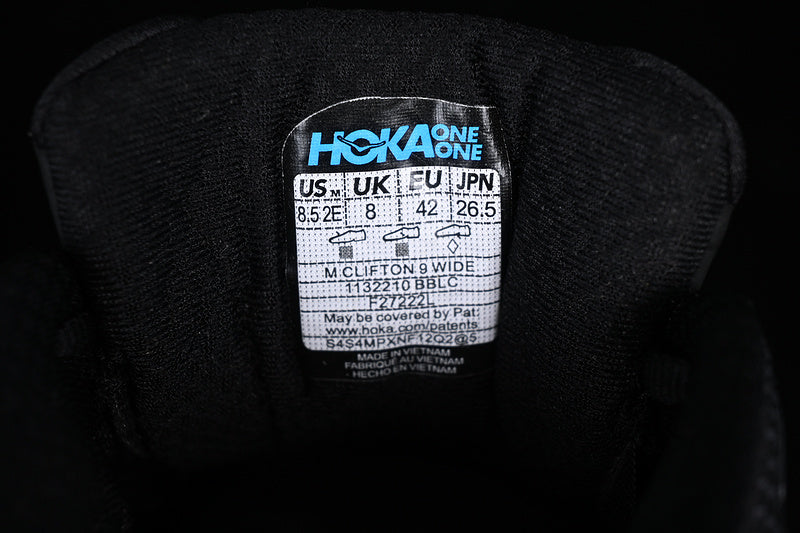 HOKA ONE ONE
US M UK EU JPN
8.5 2E 8 42 26.5
M CLIFTON 9 WIDE
1132210 BBLC
F27222L
May be covered by Pat:
www.hoka.com/patents
S4S4MPXNF12Q2@5
MADE IN VIETNAM
FABRIQUÉ AU VIETNAM
HECHO EN VIETNAM